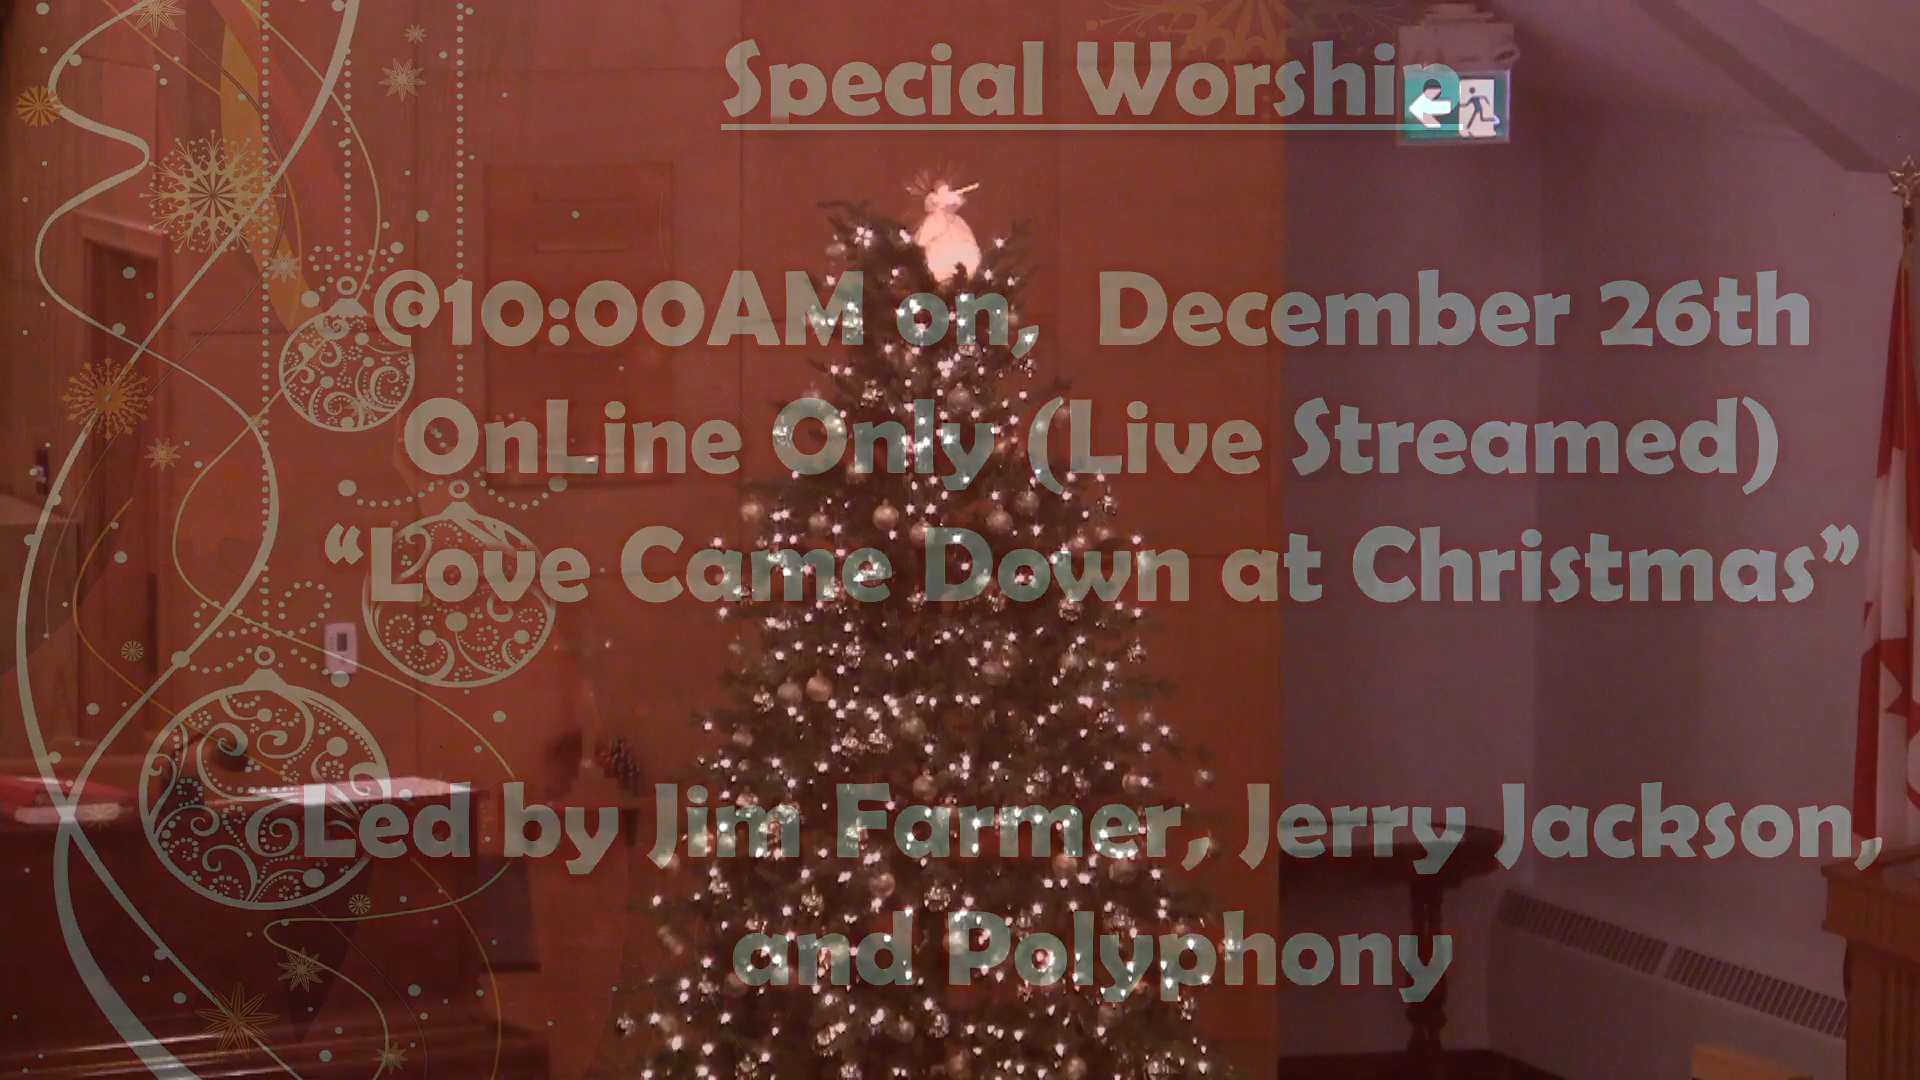 Special Worship
@10:00AM on, December 26th
OnLine Only (Live Streamed)
“Love Came Down at Christmas”
Led by Jim Farmer, Jerry Jackson,
and Polyphony